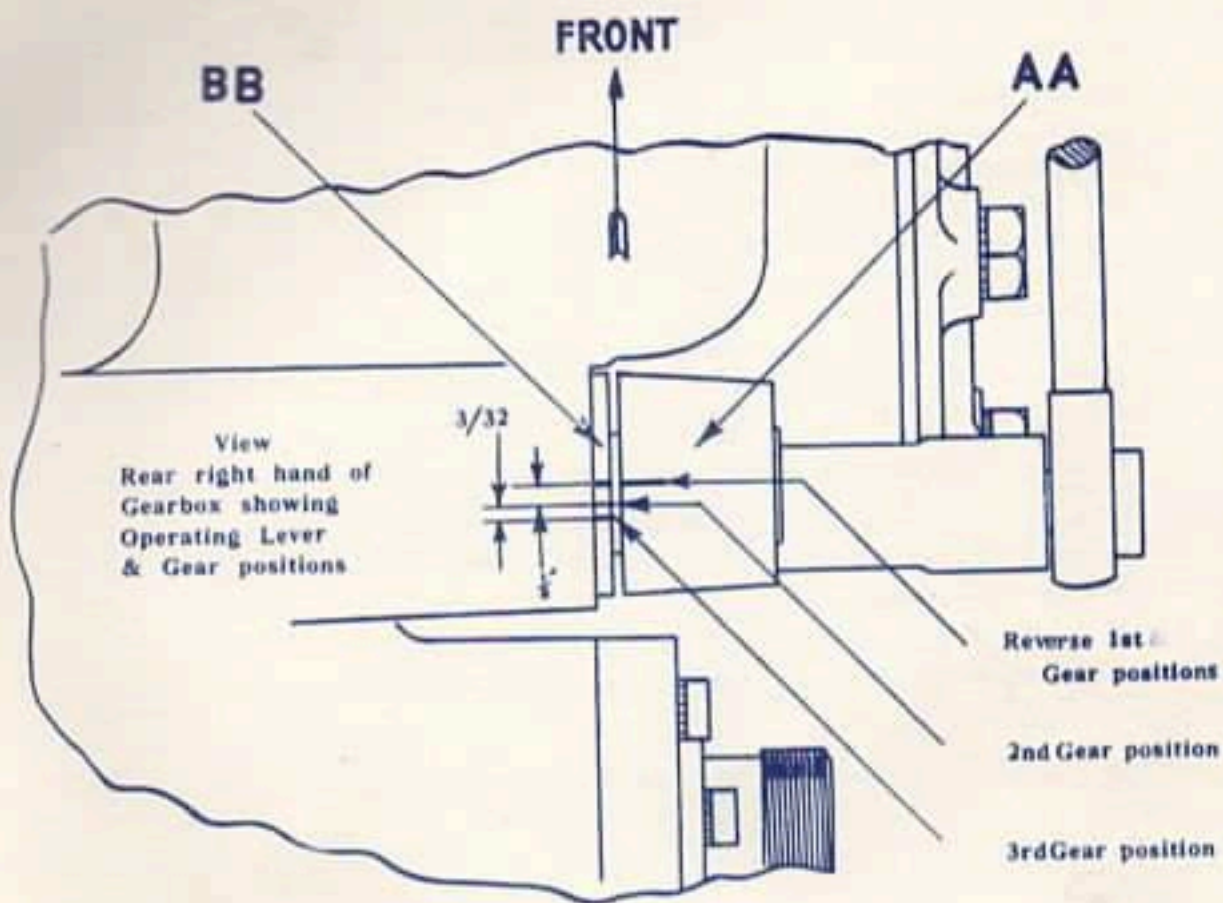 FRONT
BB
AA
3/32
View
Rear right hand of
Gearbox showing
Operating Lever
& Gear positions
Reverse 1st
Gear positions
2nd Gear position
3rd Gear position